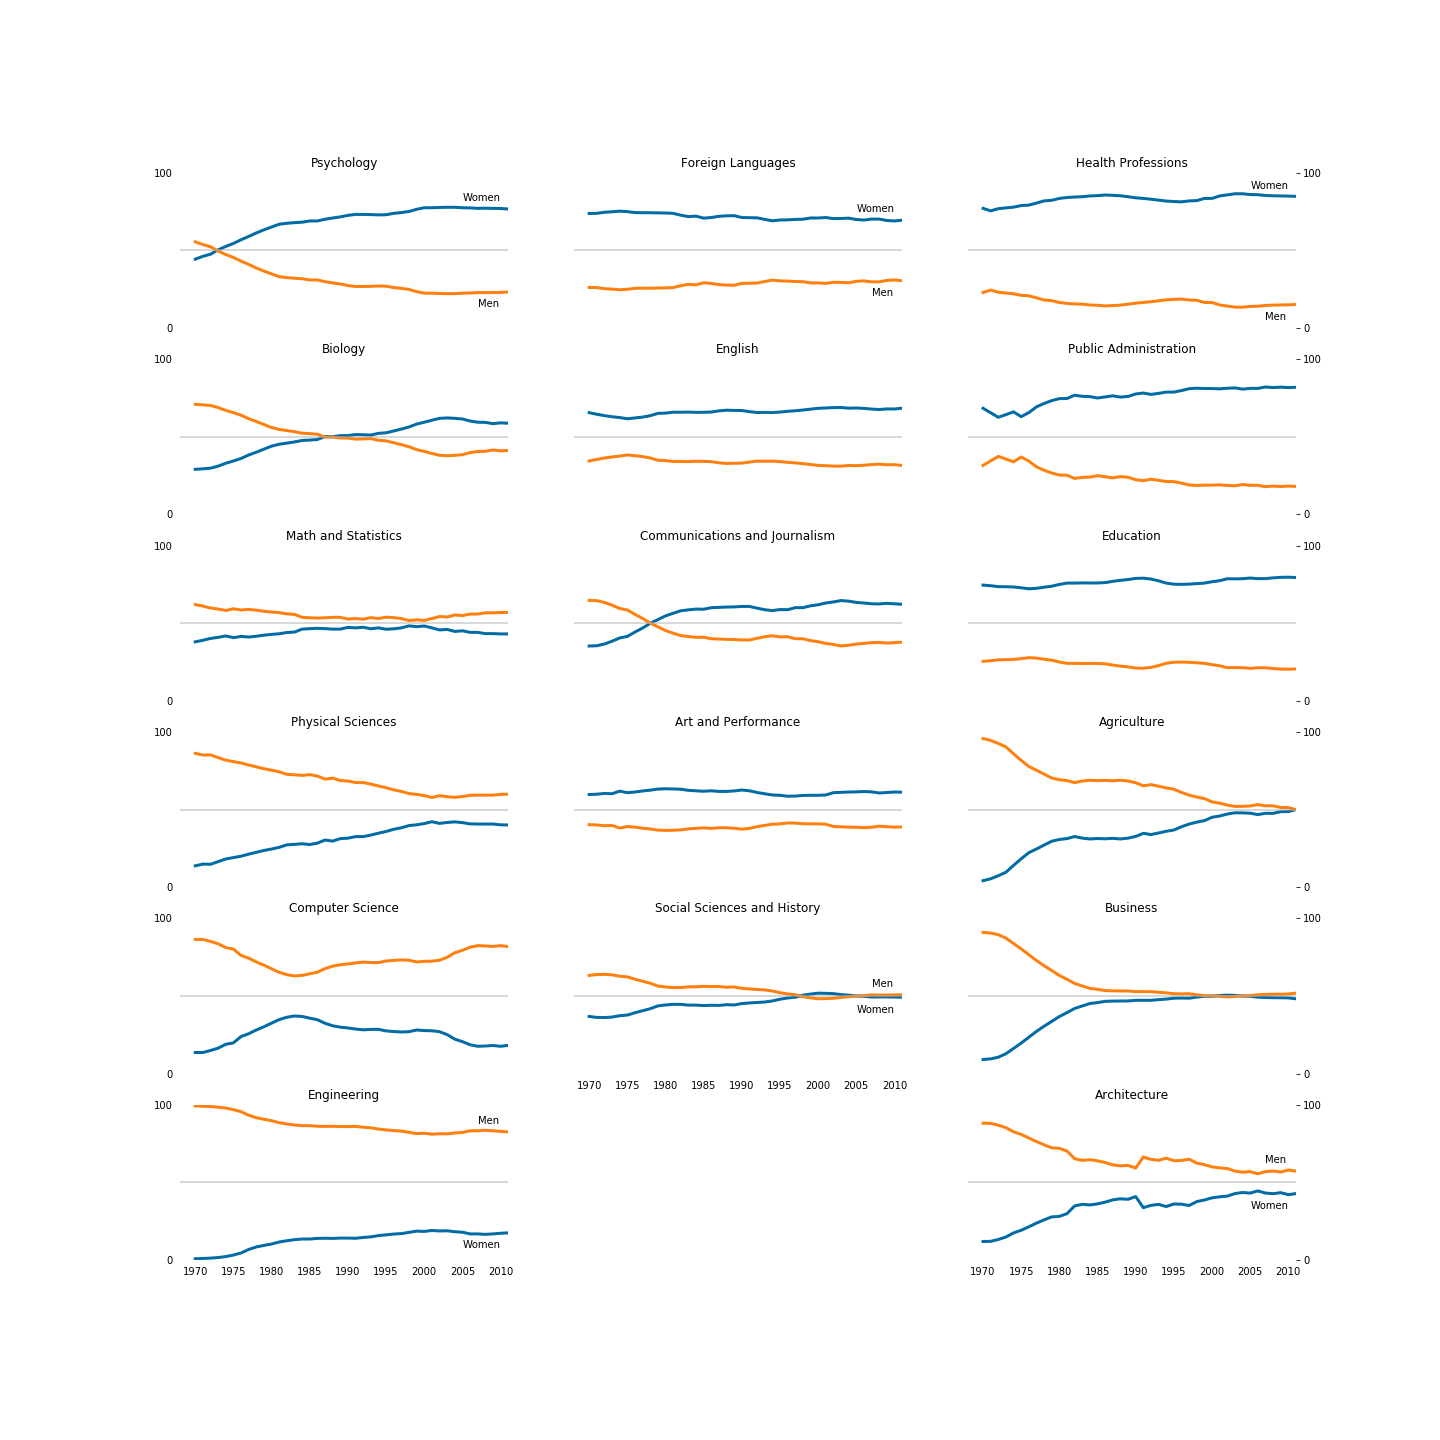 Psychology
Foreign Languages
Health Professions
100
100
Women
Women
Women
Men
Men
Men
0
0
Biology
English
Public Administration
100
100
0
0
Math and Statistics
Communications and Journalism
Education
100
100
0
0
Physical Sciences
Art and Performance
Agriculture
100
100
0
0
Computer Science
Social Sciences and History
Business
100
100
Men
Women
0
0
1970 1975 1980 1985 1990 1995 2000 2005 2010
Engineering
Architecture
100
100
Men
Men
Women
Women
0
0
1970 1975 1980 1985 1990 1995 2000 2005 2010
1970 1975 1980 1985 1990 1995 2000 2005 2010